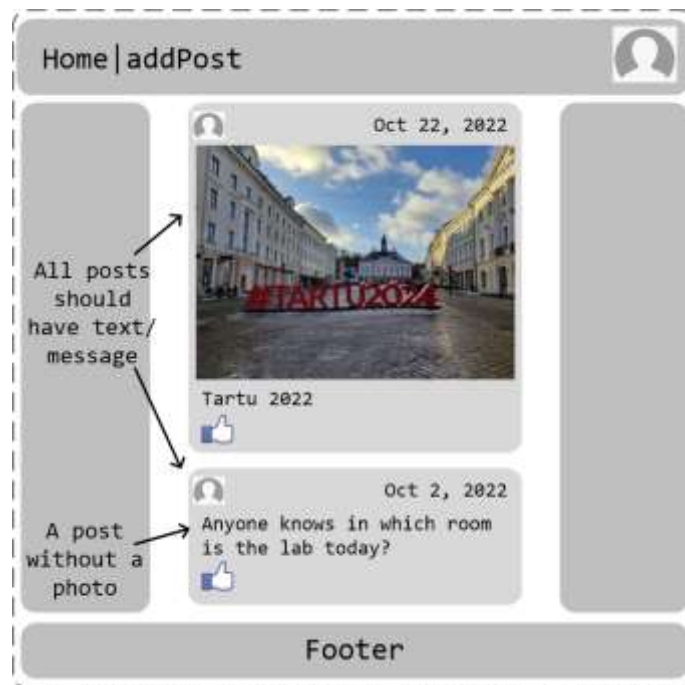 Home|addPost
Oct 22, 2022
#TARTU2024
Tartu 2022
All posts
should
have text/
message
Oct 2, 2022
Anyone knows in which room
is the lab today?
A post
without a
photo
Footer